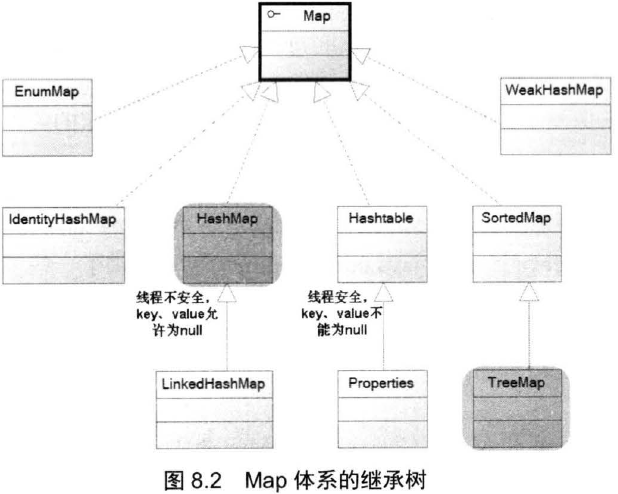 Map
EnumMap
WeakHashMap
IdentityHashMap
HashMap
Hashtable
SortedMap
线程不安全,
key、value允
许为null
线程安全,
key、value不
能为null
LinkedHashMap
Properties
TreeMap
图 8.2 Map 体系的继承树